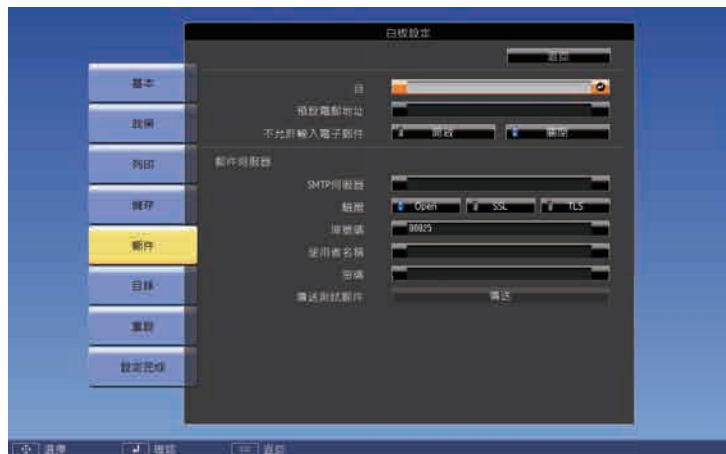 白板設定
返回
基本
政策
列印
儲存
郵件
目錄
重設
設定完成
自
預設電郵地址
不允許輸入電子郵件
開啟
關閉
郵件伺服器
SMTP伺服器
驗證
Open
SSL
TLS
埠號碼
00025
使用者名稱
密碼
傳送測試郵件
傳送
選擇
確認
返回